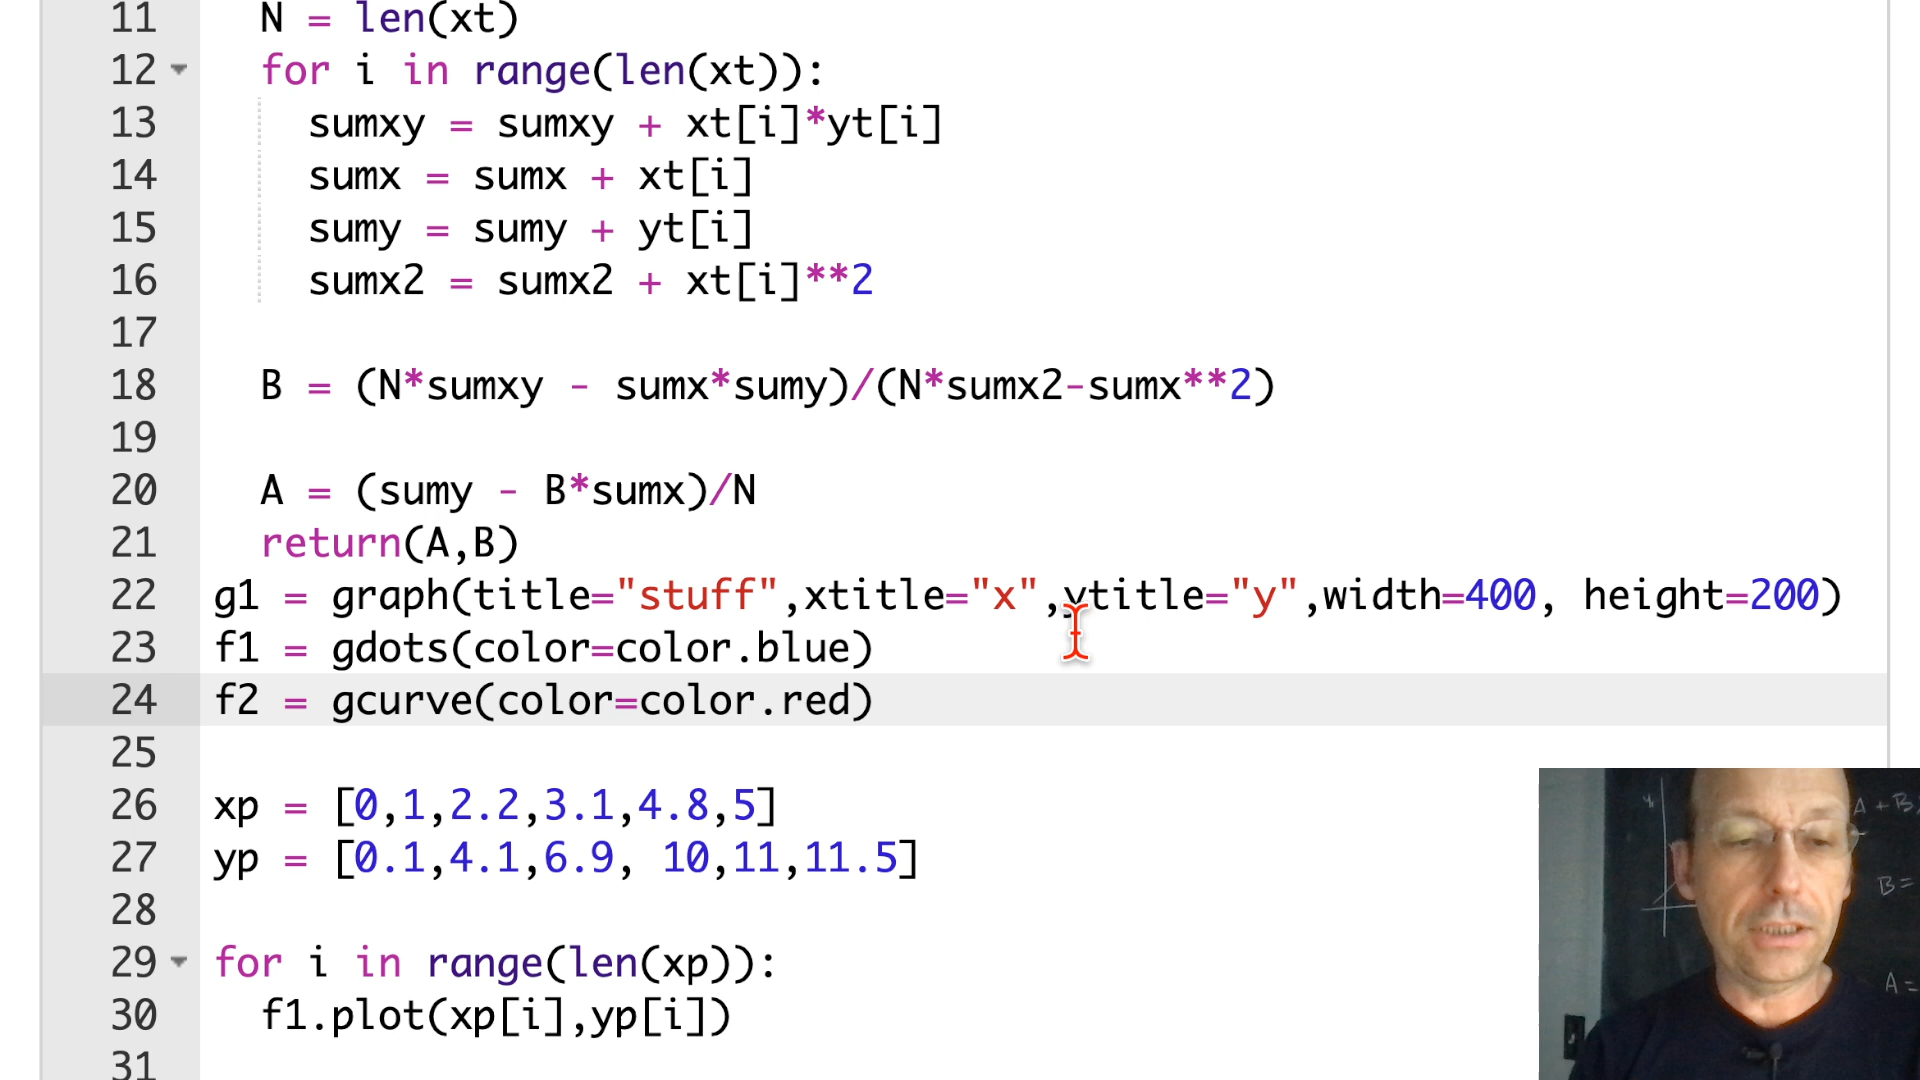 11 N = len(xt)
12 for i in range(len(xt)):
13 sumxy = sumxy + xt[i]*yt[i]
14 sumx = sumx + xt[i]
15 sumy = sumy + yt[i]
16 sumx2 = sumx2 + xt[i]**2
17
18 B = (N*sumxy - sumx*sumy)/(N*sumx2-sumx**2)
19
20 A = (sumy - B*sumx)/N
21 return(A,B)
22 g1 = graph(title="stuff",xtitle="x",ytitle="y",width=400, height=200)
23 f1 = gdots(color=color.blue)
24 f2 = gcurve(color=color.red)
25
26 xp = [0,1,2.2,3.1,4.8,5]
27 yp = [0.1,4.1,6.9, 10,11,11.5]
28
29 for i in range(len(xp)):
30 f1.plot(xp[i],yp[i])
31
y
A + B
B =
A =